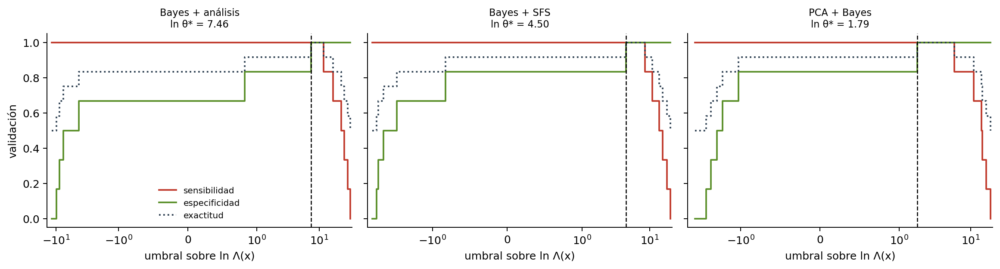 Bayes + análisis
ln θ* = 7.46
Bayes + SFS
ln θ* = 4.50
PCA + Bayes
ln θ* = 1.79
validación
1.0
0.8
0.6
0.4
0.2
0.0
sensibilidad
especificidad
exactitud
−10¹ −10⁰ 0 10⁰ 10¹
−10⁰ 0 10⁰ 10¹
−10⁰ 0 10⁰ 10¹
umbral sobre ln Λ(x)
umbral sobre ln Λ(x)
umbral sobre ln Λ(x)